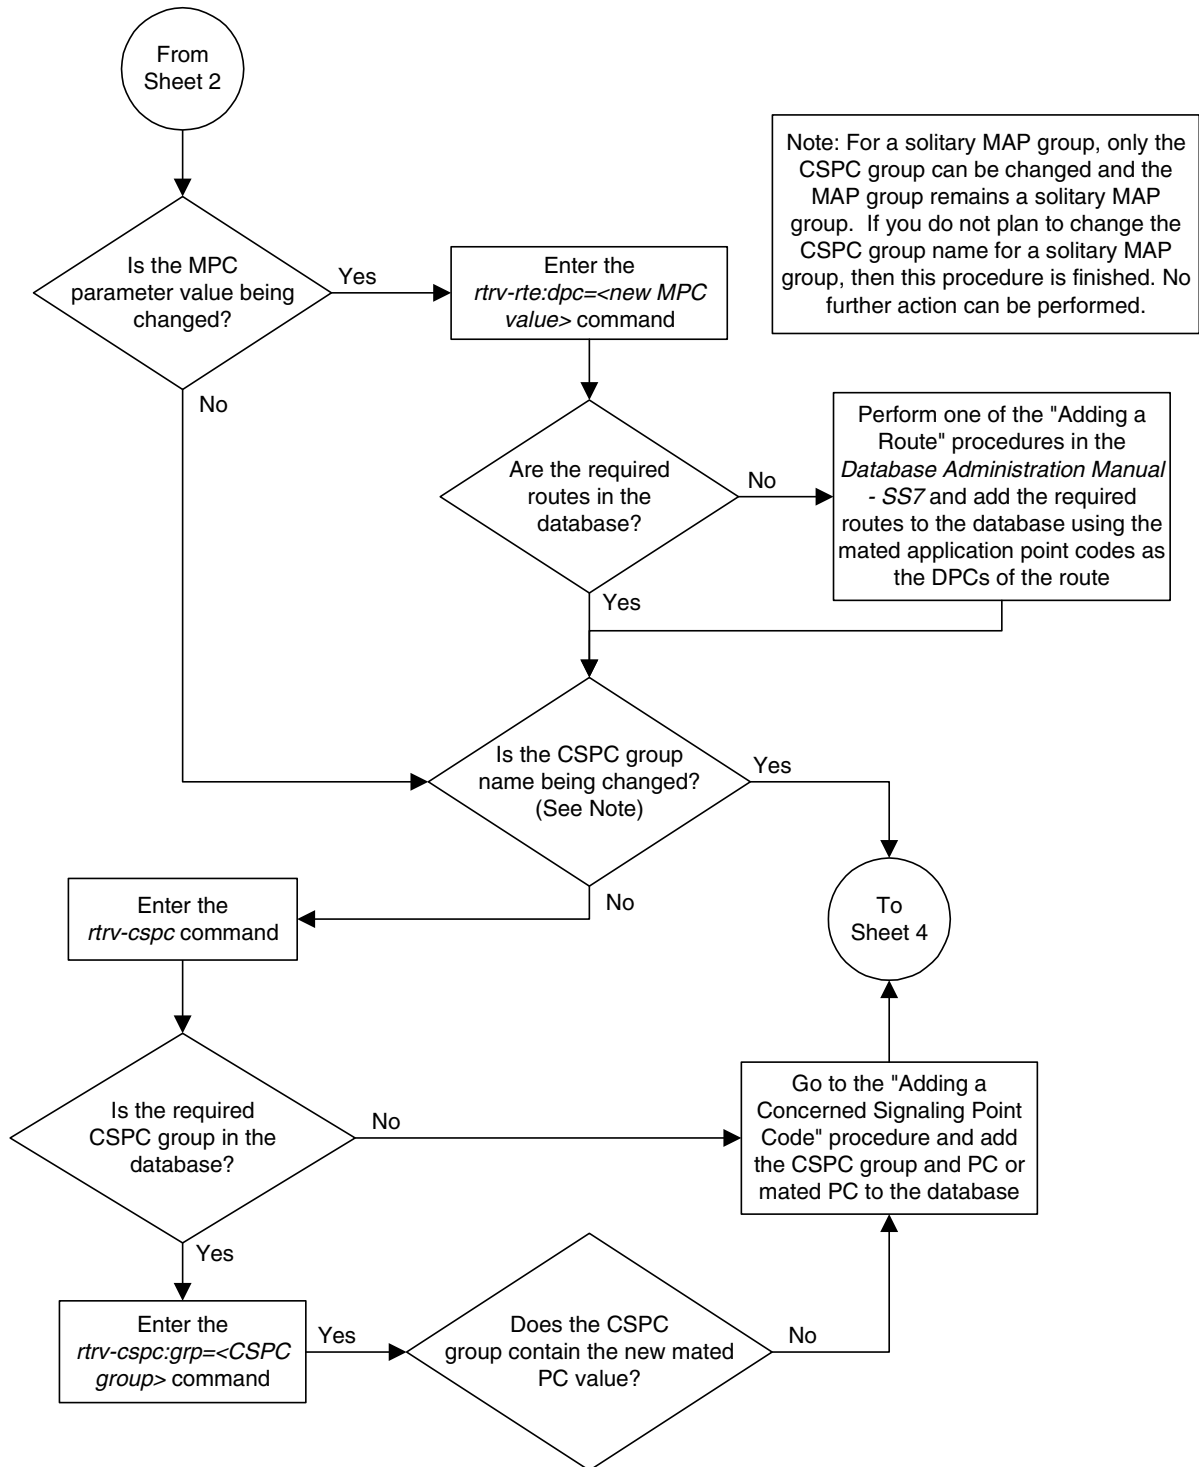 From
Sheet 2
Note: For a solitary MAP group, only the
CSPC group can be changed and the
MAP group remains a solitary MAP
group.  If you do not plan to change the
CSPC group name for a solitary MAP
group, then this procedure is finished. No
further action can be performed.
Is the MPC
parameter value being
changed?
Yes
Enter the
rtrv-rte:dpc=<new MPC
value> command
No
Are the required
routes in the
database?
No
Perform one of the "Adding a
Route" procedures in the
Database Administration Manual
- SS7 and add the required
routes to the database using the
mated application point codes as
the DPCs of the route
Yes
Is the CSPC group
name being changed?
(See Note)
Yes
No
Enter the
rtrv-cspc command
To
Sheet 4
Is the required
CSPC group in the
database?
No
Go to the "Adding a
Concerned Signaling Point
Code" procedure and add
the CSPC group and PC or
mated PC to the database
Yes
Enter the
rtrv-cspc:grp=<CSPC
group> command
Yes
Does the CSPC
group contain the new mated
PC value?
No